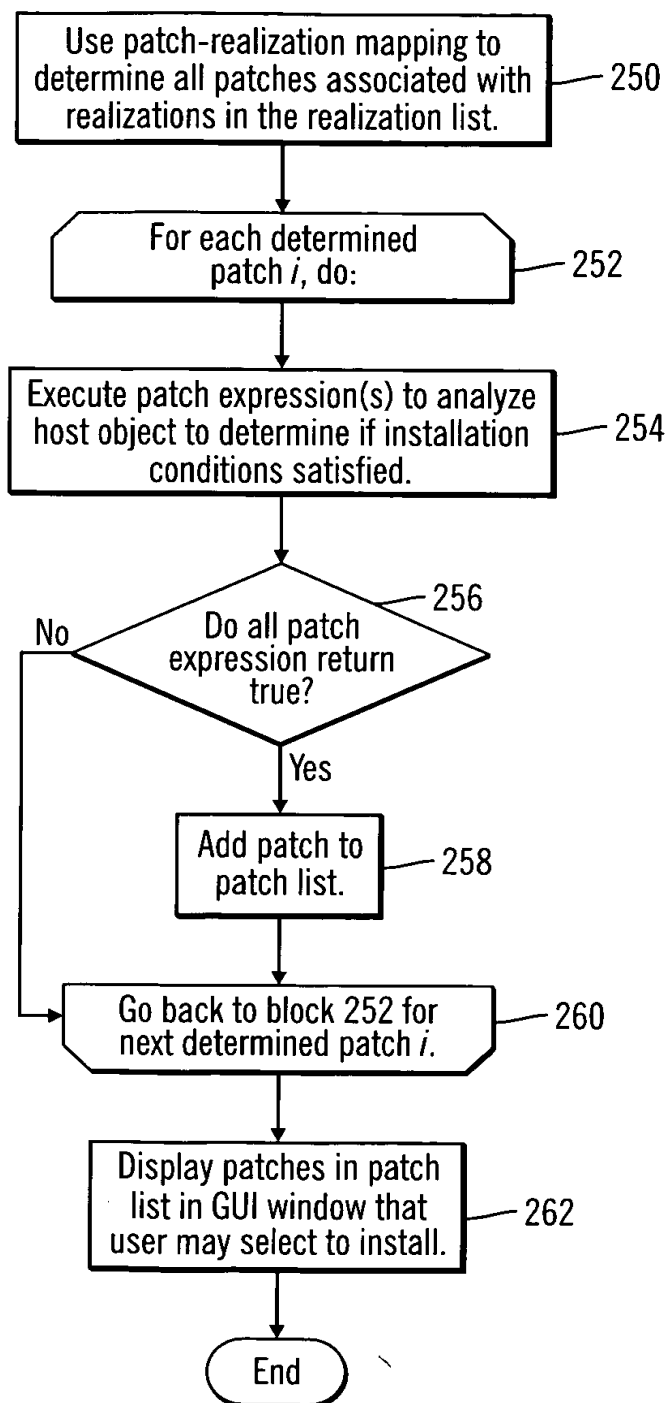 Use patch-realization mapping to
determine all patches associated with
realizations in the realization list.
250
For each determined
patch i, do:
252
Execute patch expression(s) to analyze
host object to determine if installation
conditions satisfied.
254
256
No
Do all patch
expression return
true?
Yes
Add patch to
patch list.
258
Go back to block 252 for
next determined patch i.
260
Display patches in patch
list in GUI window that
user may select to install.
262
End